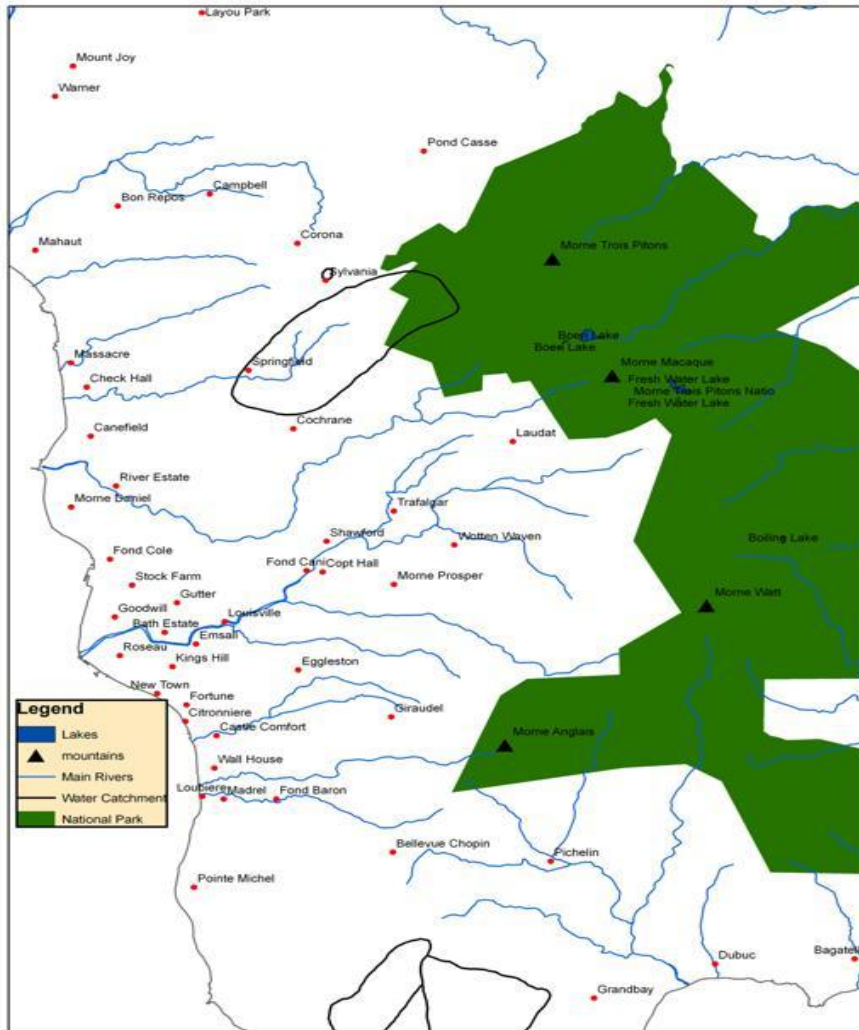 Layou Park
Mount Joy
Warner
Pond Casse
Campbell
Bon Repos
Corona
Mahaut
Morne Trois Pitons
Sylvania
Boeri Lake
Boeri Lake
Massacre
Springfield
Morne Macaque
Check Hall
Fresh Water Lake
Morne Trois Pitons Natio
Fresh Water Lake
Cochrane
Canefield
Laudat
River Estate
Morne Daniel
Trafalgar
Shawford
Wotten Waven
Boiling Lake
Fond Cole
Fond Cani
Copt Hall
Stock Farm
Morne Prosper
Gutter
Morne Watt
Goodwill
Louisville
Bath Estate
Emsall
Roseau
Kings Hill
Eggleston
New Town
Fortune
Giraudel
Citronniere
Castle Comfort
Morne Anglais
Wall House
Loubiere
Madrel
Fond Baron
Bellevue Chopin
Pichelin
Pointe Michel
Dubuc
Bagatell
Grandbay
Legend
Lakes
mountains
Main Rivers
Water Catchment
National Park